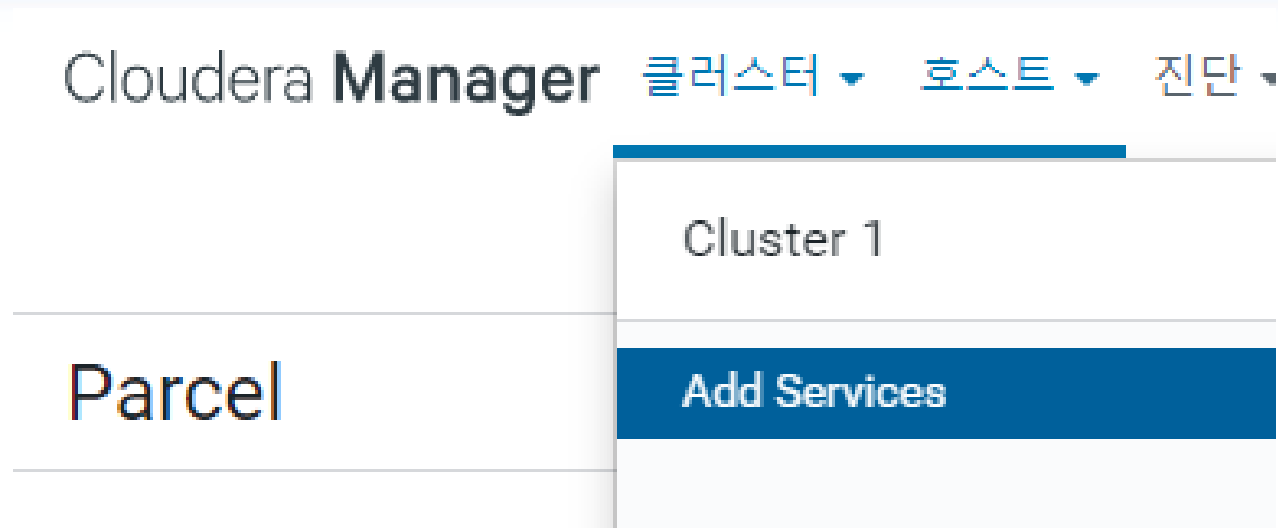 Cloudera Manager 클러스터 호스트 진단
Cluster 1
Parcel
Add Services